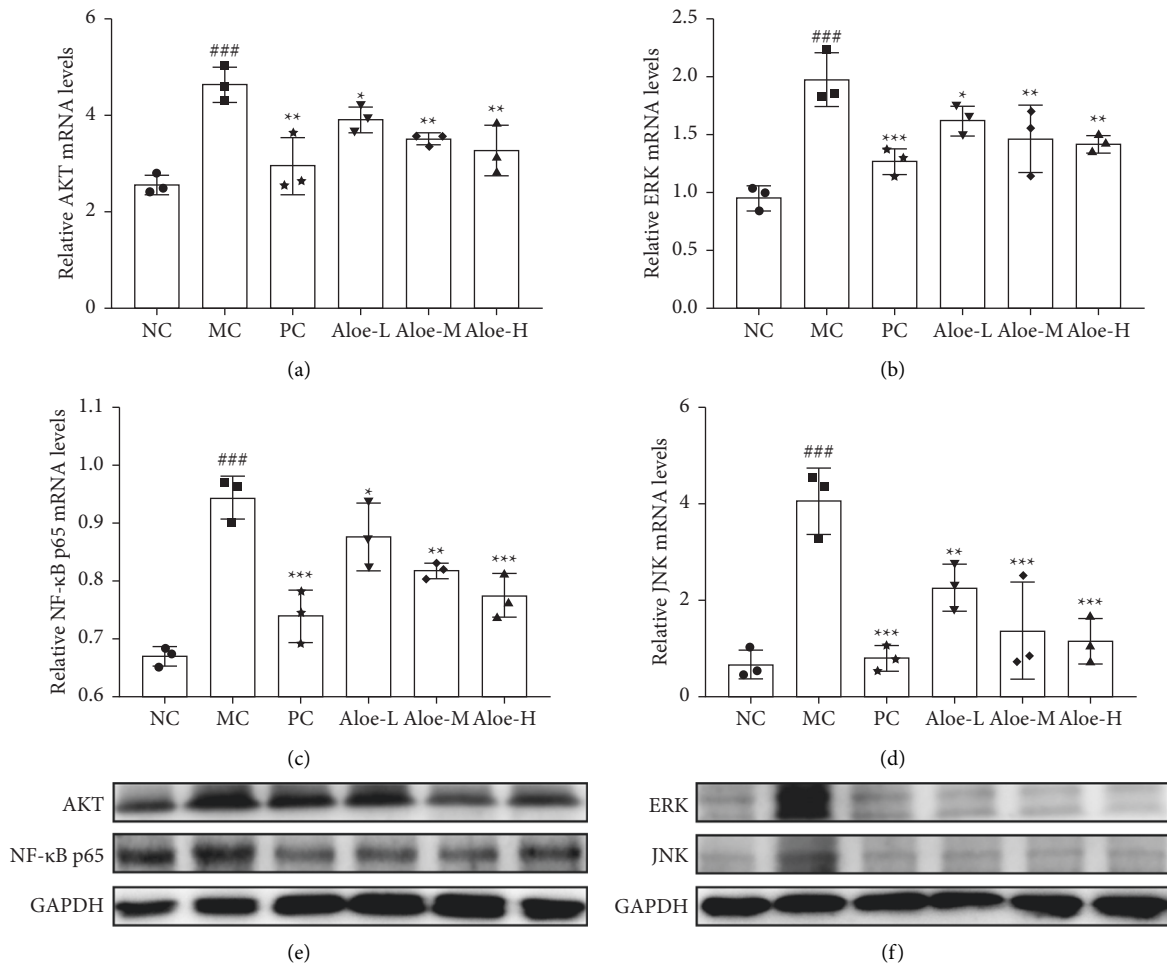 Relative AKT mRNA levels
6
4
2
0
###
**
*
**
**
NC MC PC Aloe-L Aloe-M Aloe-H
(a)
Relative ERK mRNA levels
2.5
2.0
1.5
1.0
0.5
0.0
###
***
*
**
**
NC MC PC Aloe-L Aloe-M Aloe-H
(b)
Relative NF-κB p65 mRNA levels
1.1
1.0
0.9
0.8
0.7
0.6
###
***
*
**
***
NC MC PC Aloe-L Aloe-M Aloe-H
(c)
Relative JNK mRNA levels
6
4
2
0
###
***
**
***
***
NC MC PC Aloe-L Aloe-M Aloe-H
(d)
AKT
NF-κB p65
GAPDH
(e)
ERK
JNK
GAPDH
(f)